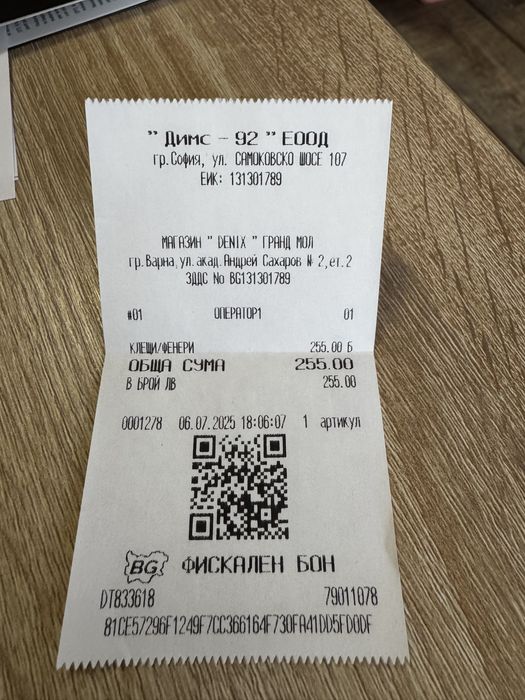 " Димс - 92 " ЕООД
гр.София, ул. САМОКОВСКО ШОСЕ 107
ЕИК: 131301789
МАГАЗИН " DENIX " ГРАНД МОЛ
гр.Варна,ул.акад.Андрей Сахаров № 2,ет.2
ЗДДС No BG131301789
#01 ОПЕРАТОР1 01
КЛЕЩИ/ФЕНЕРИ 255.00 Б
ОБЩА СУМА 255.00
В БРОЙ ЛВ 255.00
0001278 06.07.2025 18:06:07 1 артикул
BG ФИСКАЛЕН БОН
DT833618 79011078
81CE57296F1249F7CC366164F730FA41DD5FD0DF